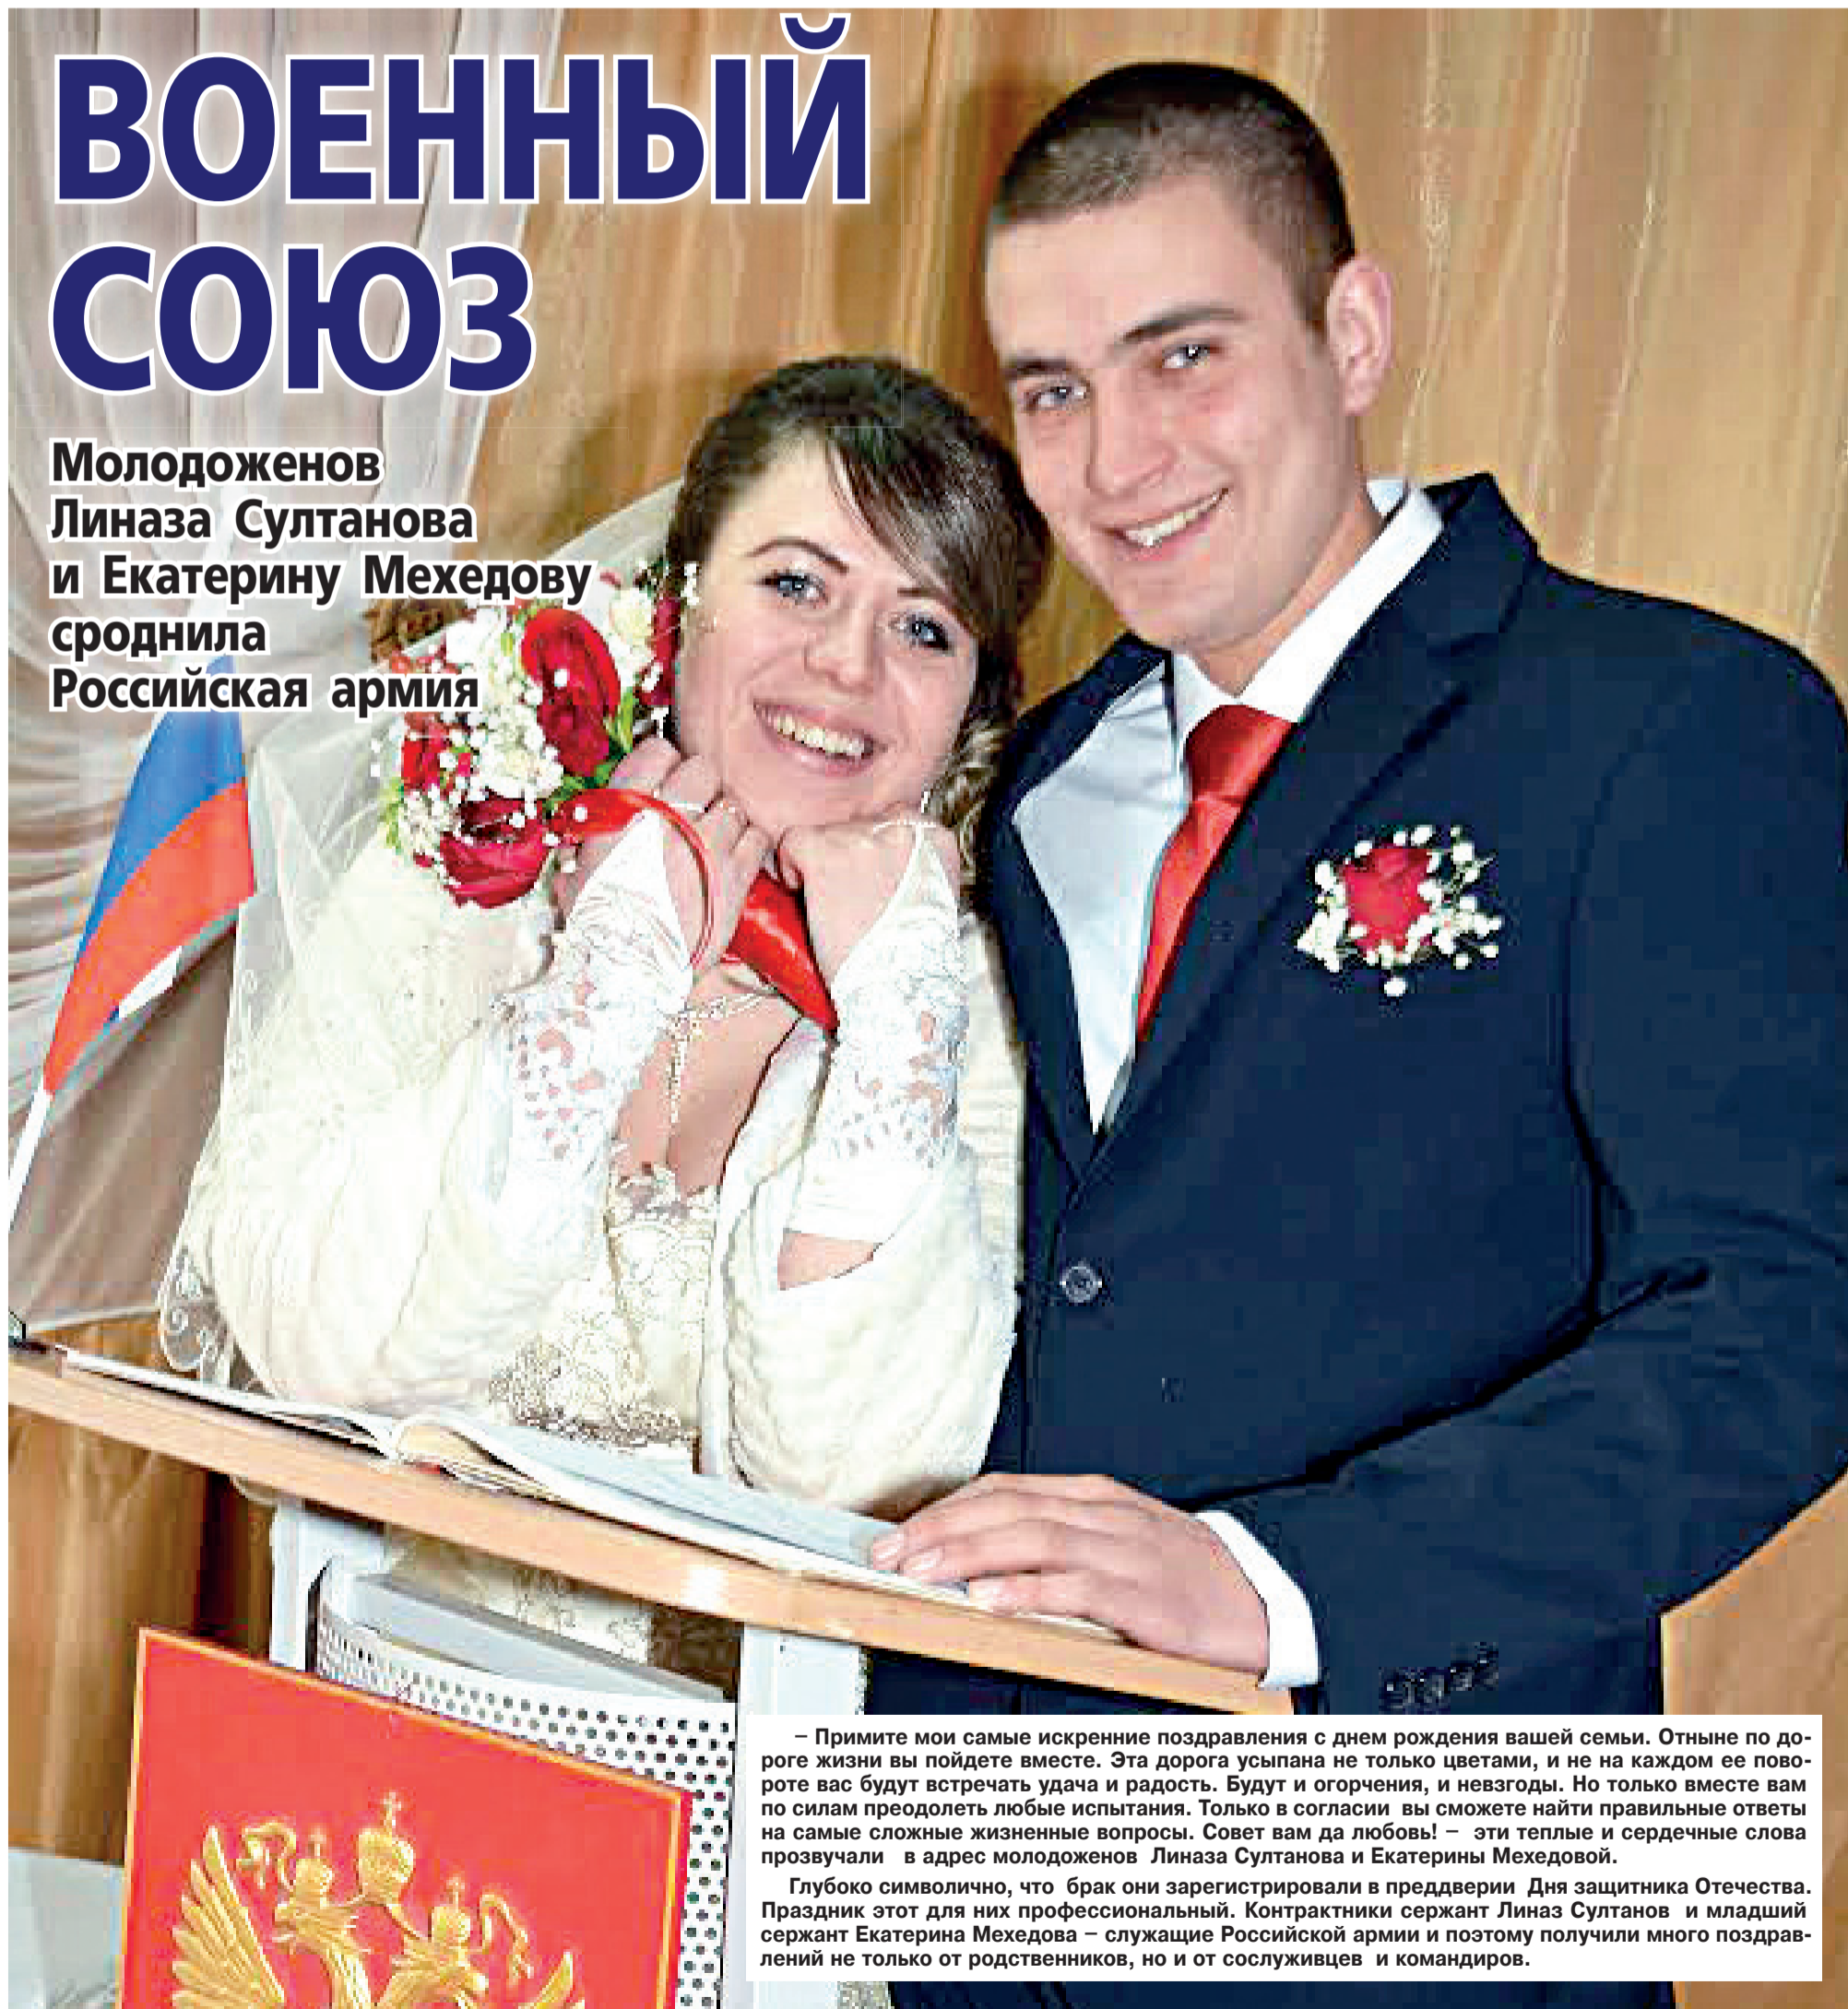 ВОЕННЫЙ
СОЮЗ
Молодоженов
Линаза Султанова
и Екатерину Мехедову
сроднила
Российская армия
– Примите мои самые искренние поздравления с днем рождения вашей семьи. Отныне по до-
роге жизни вы пойдете вместе. Эта дорога усыпана не только цветами, и не на каждом ее пово-
роте вас будут встречать удача и радость. Будут и огорчения, и невзгоды. Но только вместе вам
по силам преодолеть любые испытания. Только в согласии вы сможете найти правильные ответы
на самые сложные жизненные вопросы. Совет вам да любовь! – эти теплые и сердечные слова
прозвучали в адрес молодоженов Линаза Султанова и Екатерины Мехедовой.
Глубоко символично, что брак они зарегистрировали в преддверии Дня защитника Отечества.
Праздник этот для них профессиональный. Контрактники сержант Линаз Султанов и младший
сержант Екатерина Мехедова – служащие Российской армии и поэтому получили много поздрав-
лений не только от родственников, но и от сослуживцев и командиров.